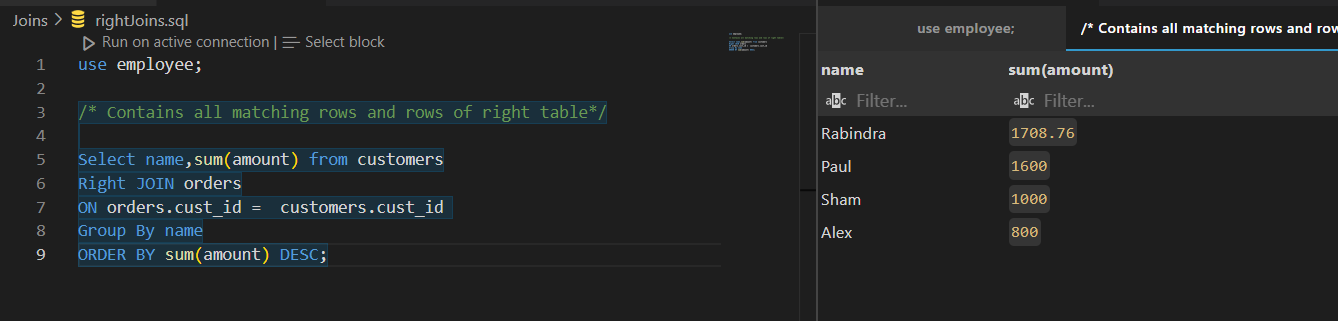 Joins > rightJoins.sql
Run on active connection | Select block
1 use employee;
2
3 /* Contains all matching rows and rows of right table*/
4
5 Select name,sum(amount) from customers
6 Right JOIN orders
7 ON orders.cust_id =  customers.cust_id
8 Group By name
9 ORDER BY sum(amount) DESC;
use employee; /* Contains all matching rows and row
name sum(amount)
abc Filter... abc Filter...
Rabindra 1708.76
Paul 1600
Sham 1000
Alex 800